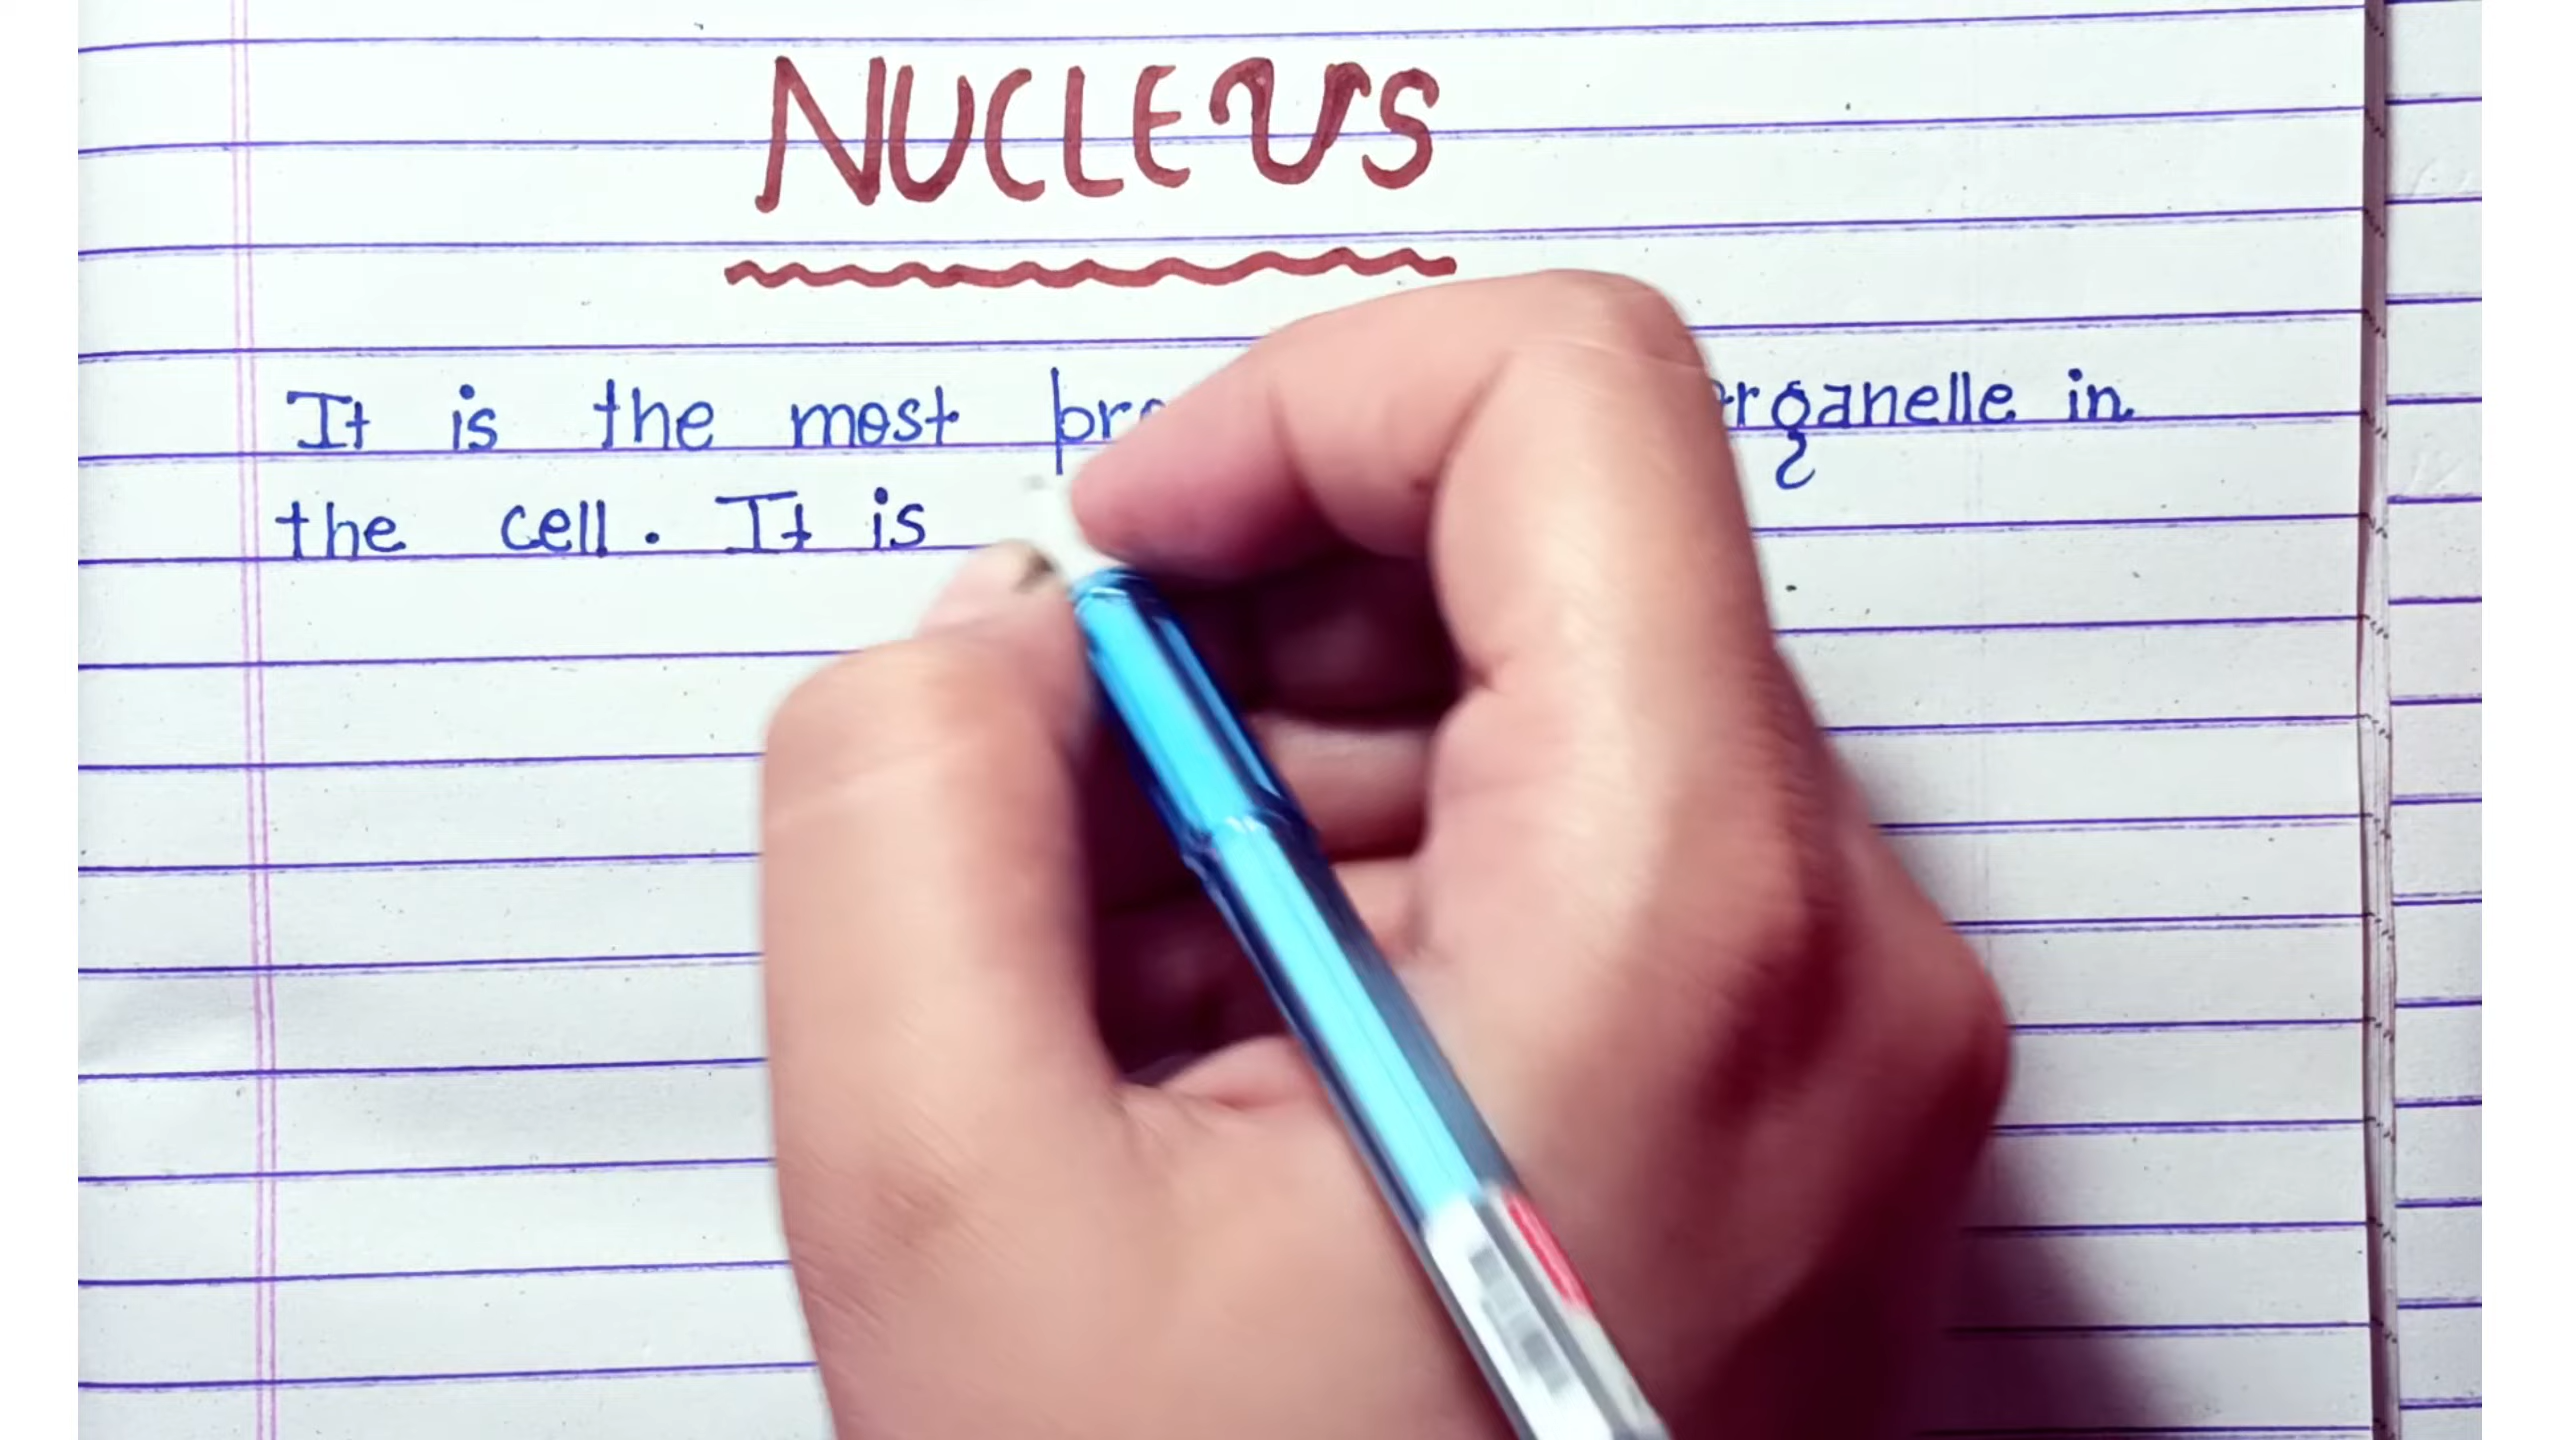 NUCLEUS
It is the most organelle in
the cell. It is